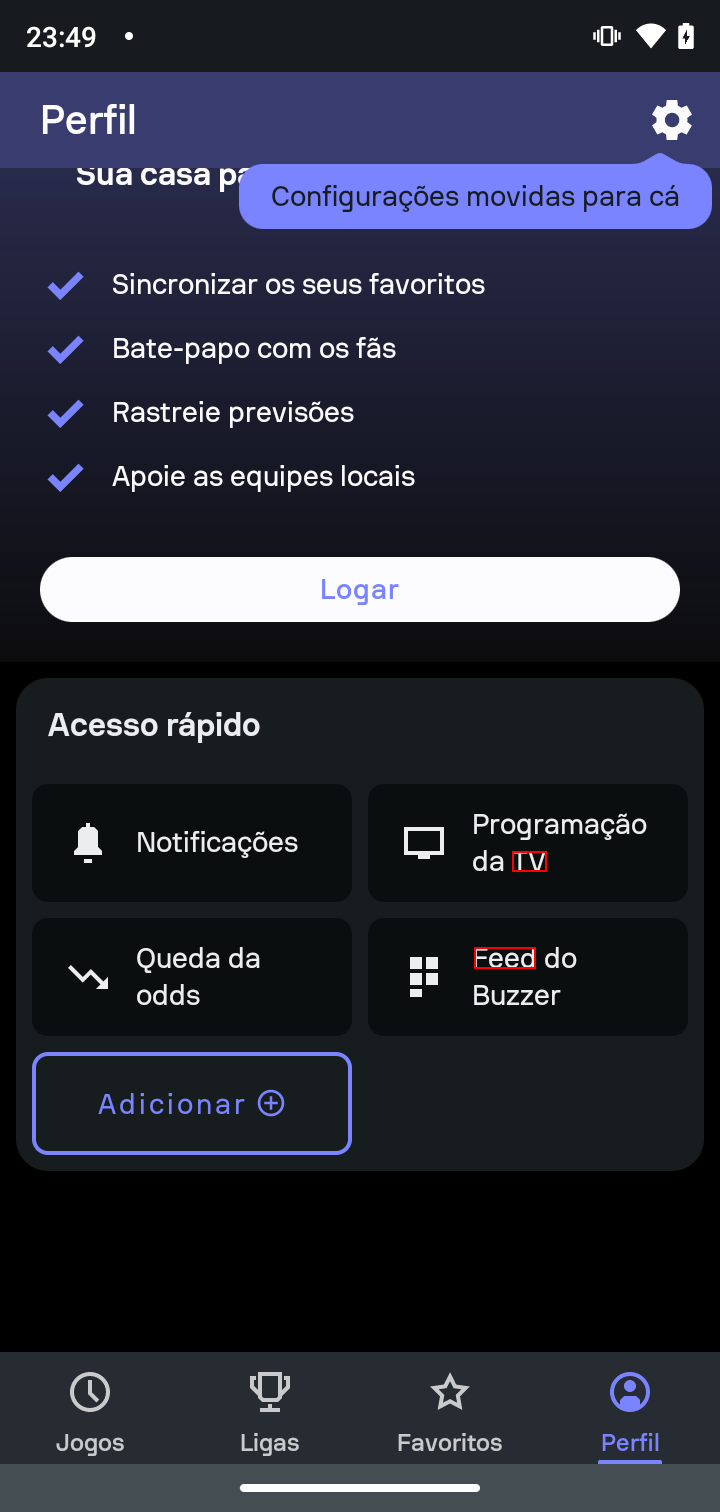 23:49
Perfil
Sua casa pa
Configurações movidas para cá
Sincronizar os seus favoritos
Bate-papo com os fãs
Rastreie previsões
Apoie as equipes locais
Logar
Acesso rápido
Notificações
Programação
da TV
Queda da
odds
Feed do
Buzzer
Adicionar
Jogos
Ligas
Favoritos
Perfil